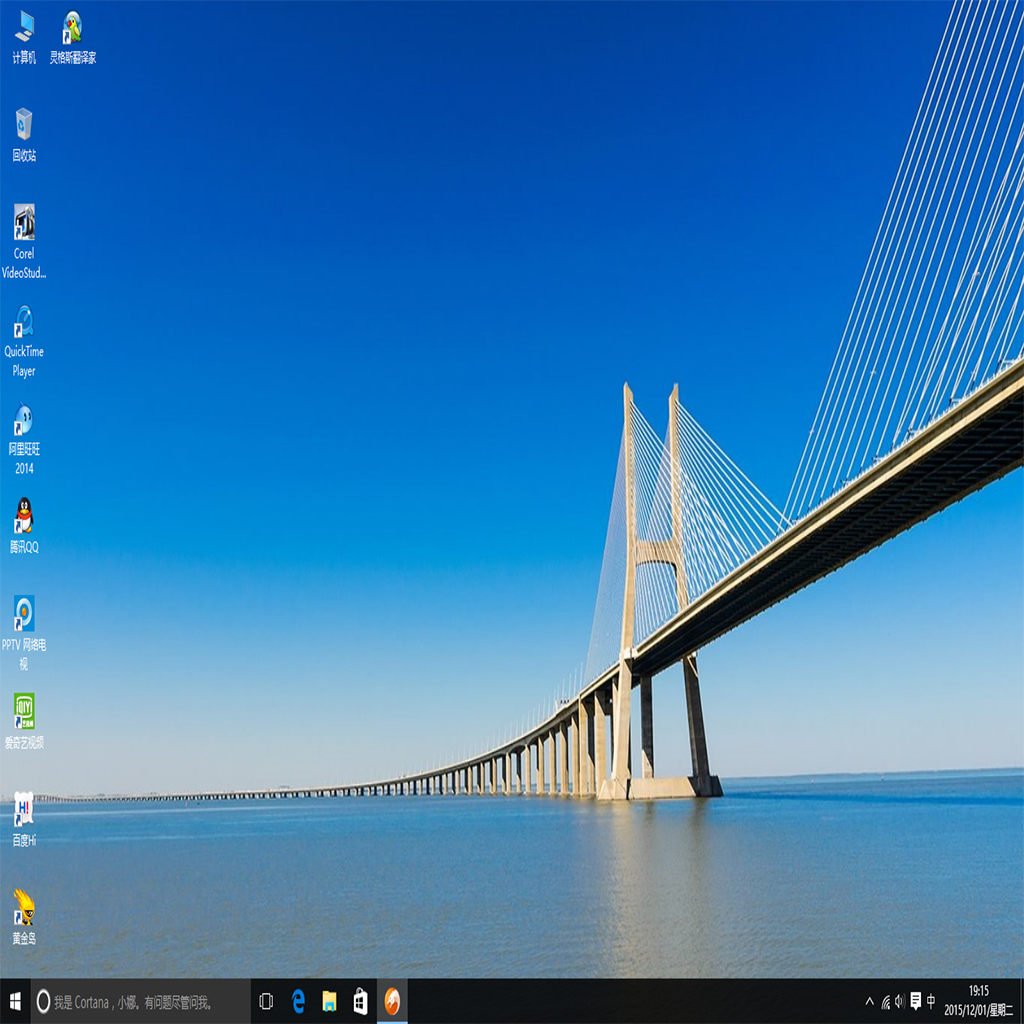 计算机
灵格斯翻译家
回收站
Corel
VideoStud...
QuickTime
Player
阿里旺旺
2014
腾讯QQ
PPTV 网络电
视
QIYI
爱奇艺视频
H!
百度Hi
黄金岛
我是 Cortana，小娜。有问题尽管问我。
中
19:15
2015/12/01/星期二